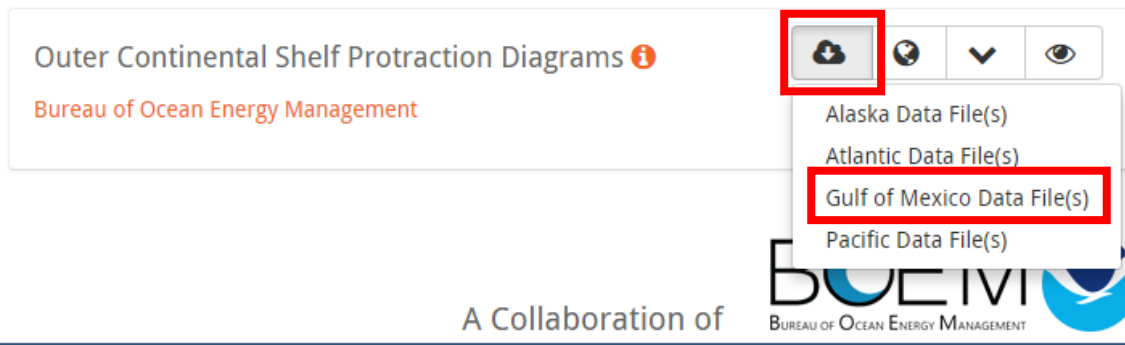 Outer Continental Shelf Protraction Diagrams
Bureau of Ocean Energy Management
Alaska Data File(s)
Atlantic Data File(s)
Gulf of Mexico Data File(s)
Pacific Data File(s)
A Collaboration of
BOEM
BUREAU OF OCEAN ENERGY MANAGEMENT